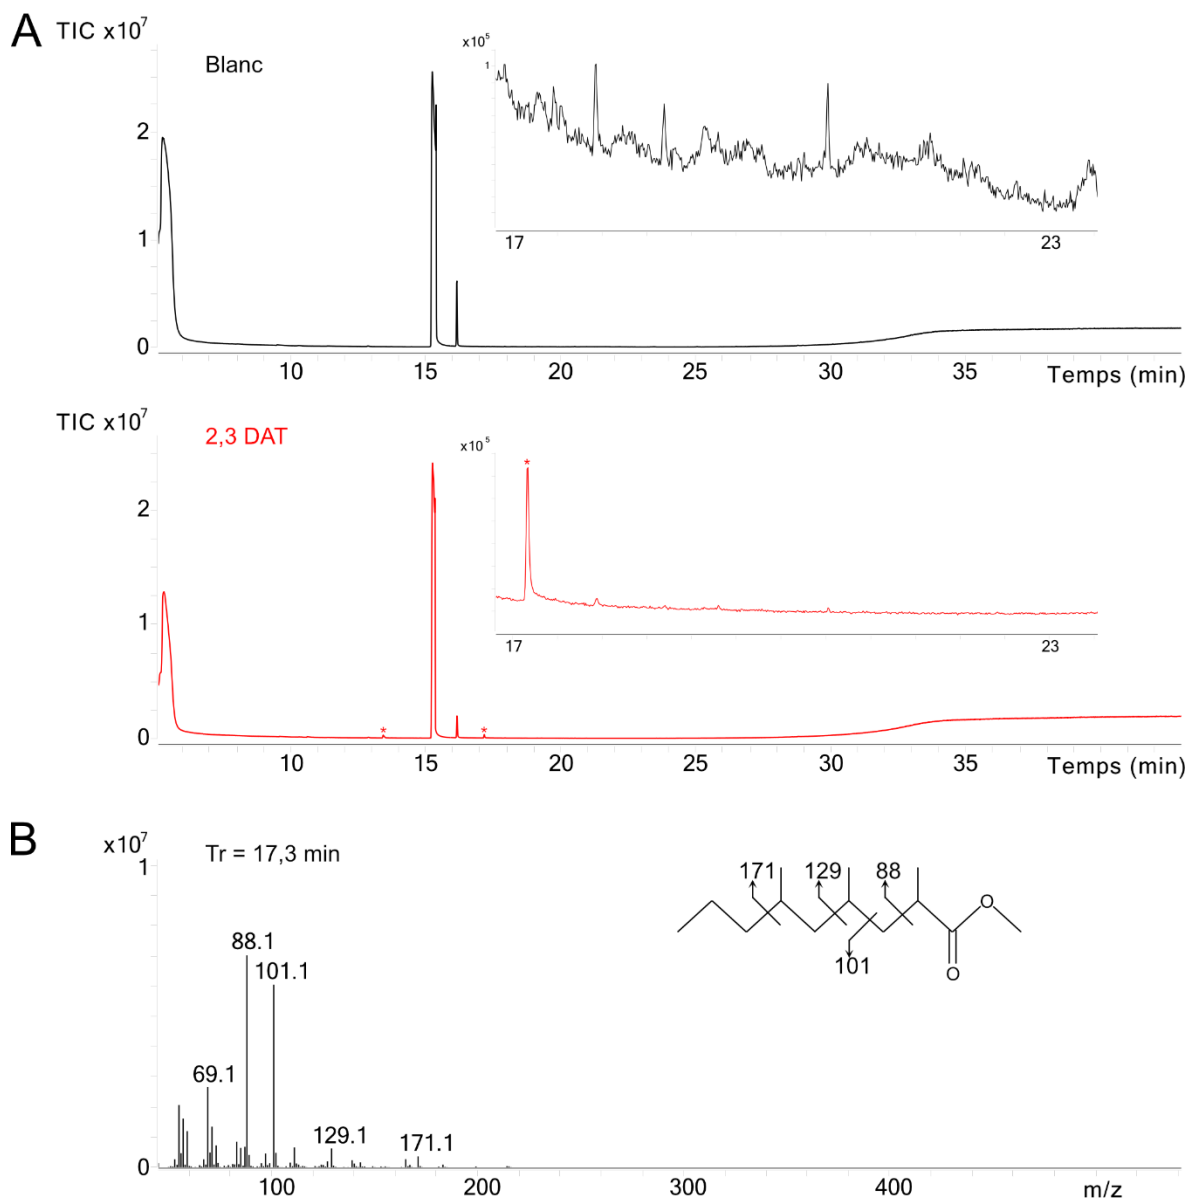 A
TIC x10⁷
Blanc
x10⁵
1
17
23
2
1
0
10
15
20
25
30
35
Temps (min)
TIC x10⁷
2,3 DAT
x10⁵
*
17
23
2
1
0
*
*
10
15
20
25
30
35
Temps (min)
B
x10⁷
Tr = 17,3 min
1
171
129
88
O
101
O
88.1
101.1
69.1
129.1
171.1
0
100
200
300
400
m/z